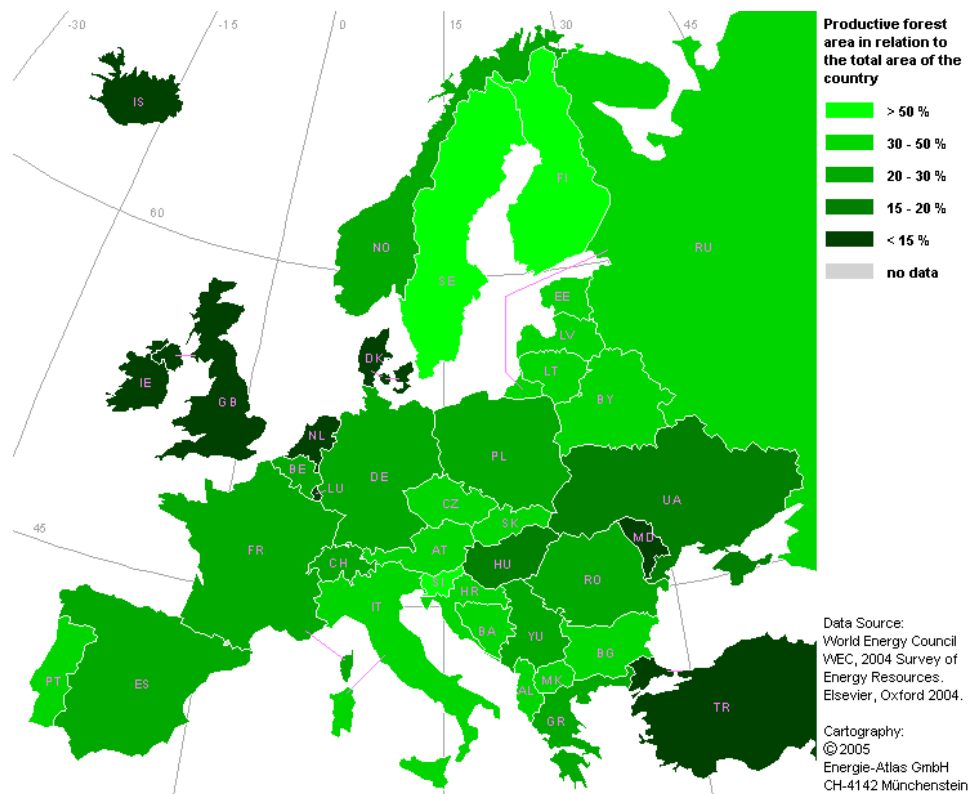 -30
-15
0
15
30
45
60
45
IS
NO
SE
FI
RU
EE
LV
LT
BY
DK
IE
GB
NL
BE
LU
DE
PL
CZ
SK
UA
MD
FR
CH
AT
HU
RO
SI
HR
IT
BA
YU
BG
PT
ES
AL
MK
GR
TR
Productive forest
area in relation to
the total area of the
country
> 50 %
30 - 50 %
20 - 30 %
15 - 20 %
< 15 %
no data
Data Source:
World Energy Council
WEC, 2004 Survey of
Energy Resources.
Elsevier, Oxford 2004.
Cartography:
©2005
Energie-Atlas GmbH
CH-4142 Münchenstein